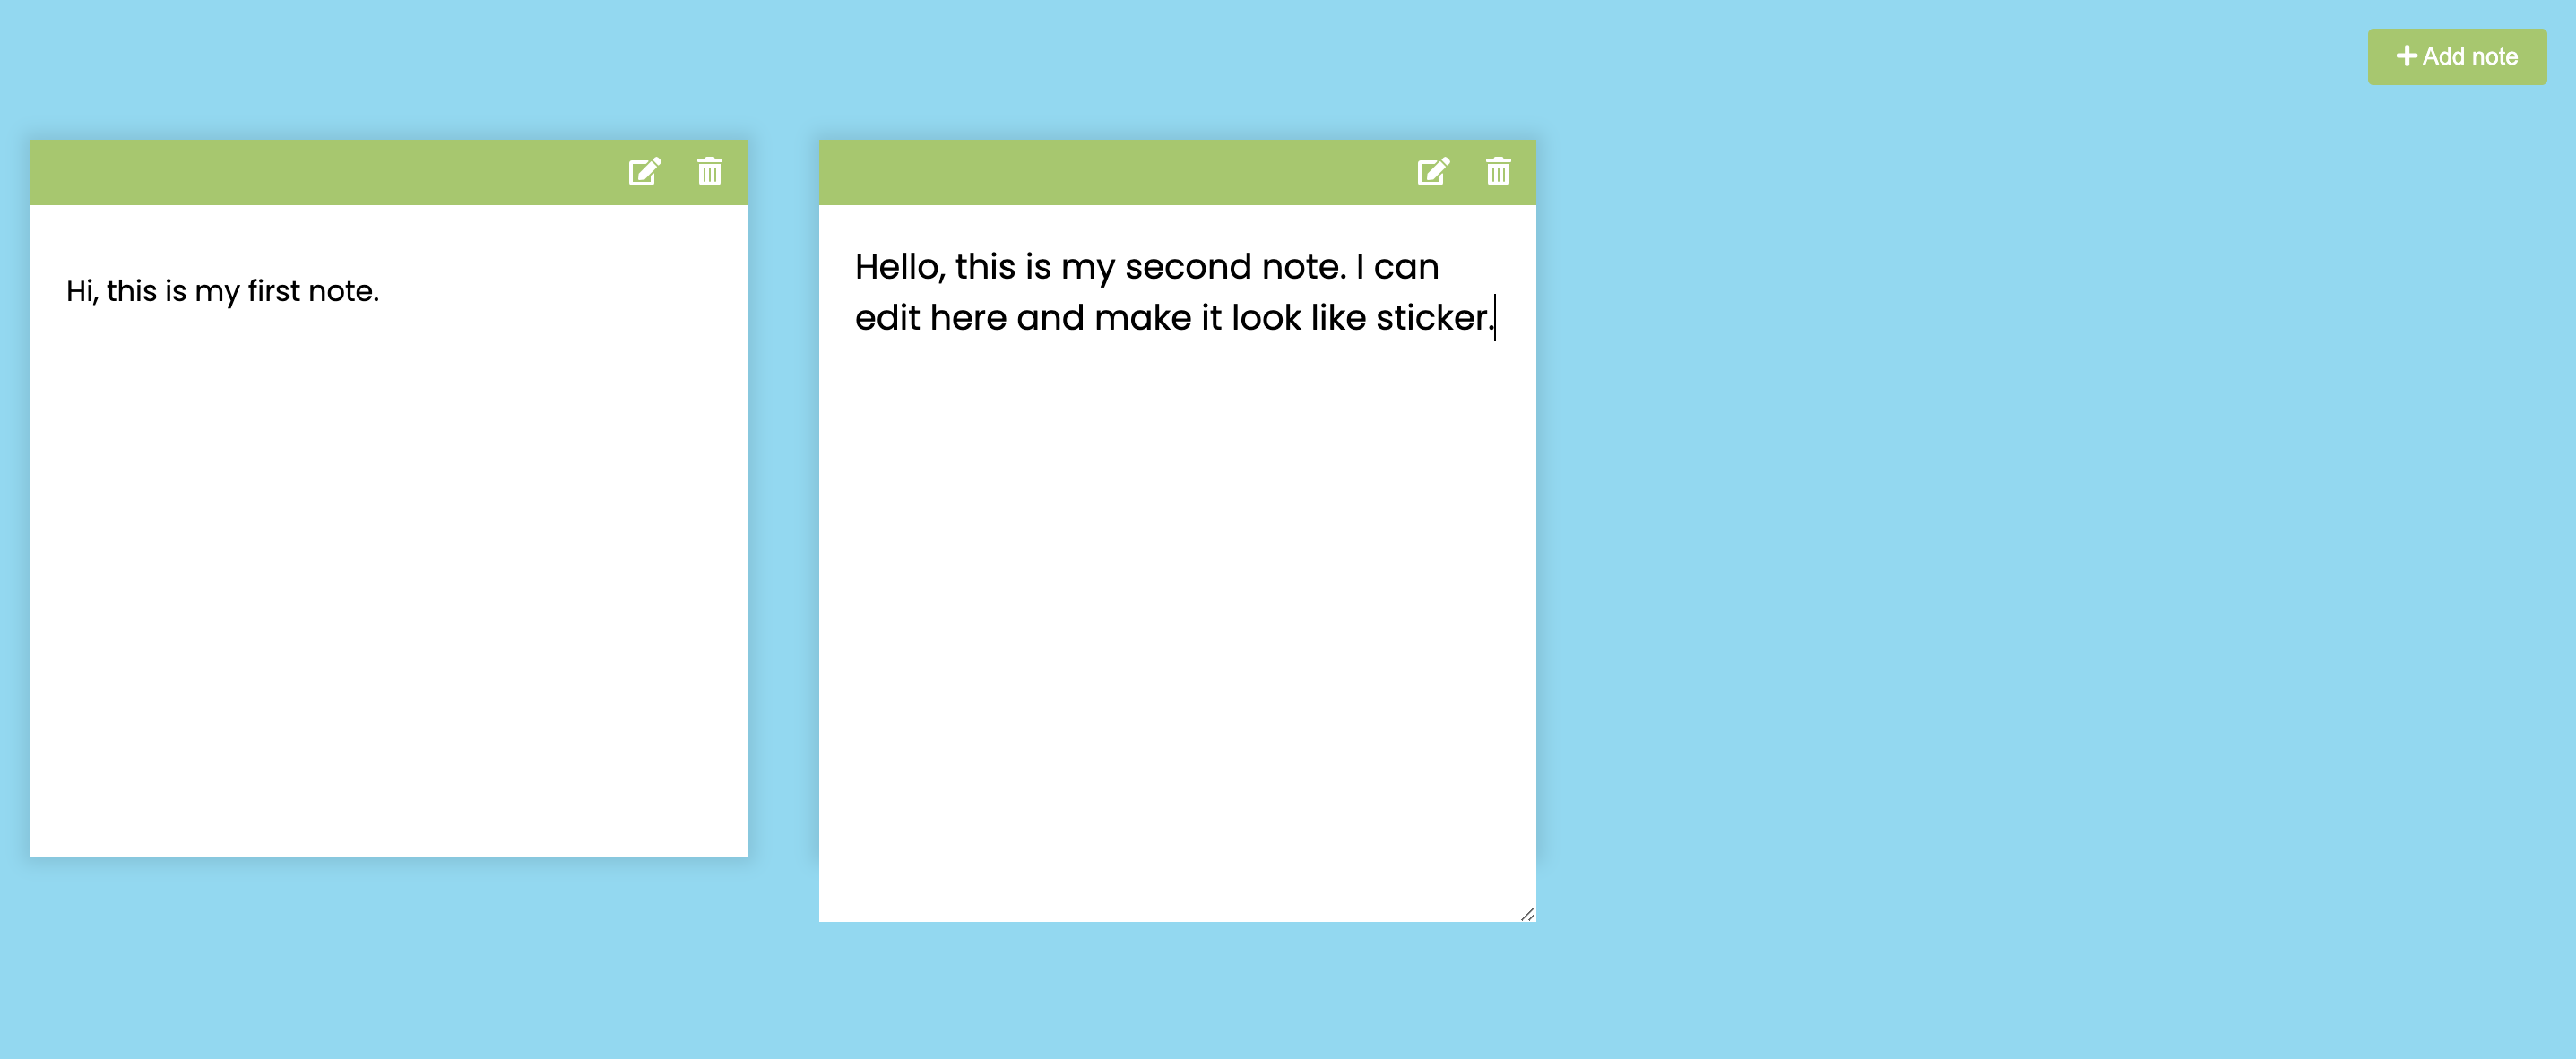 Add note
Hi, this is my first note.
Hello, this is my second note. I can
edit here and make it look like sticker.